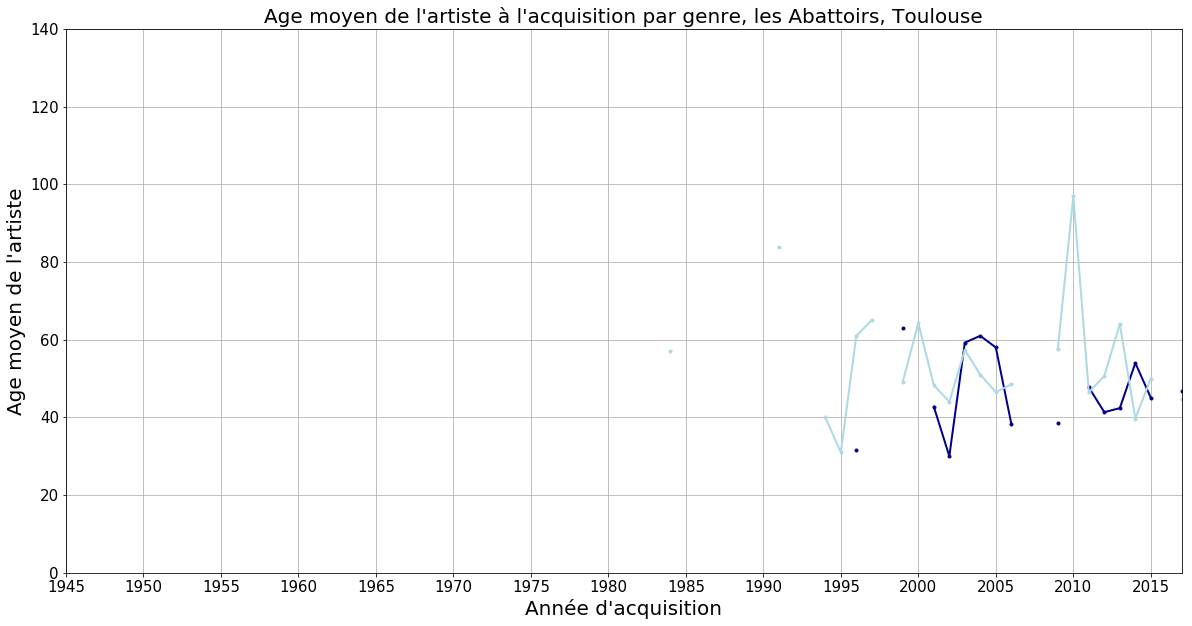 Age moyen de l'artiste à l'acquisition par genre, les Abattoirs, Toulouse
140
120
100
80
60
40
20
0
Age moyen de l'artiste
1945 1950 1955 1960 1965 1970 1975 1980 1985 1990 1995 2000 2005 2010 2015
Année d'acquisition